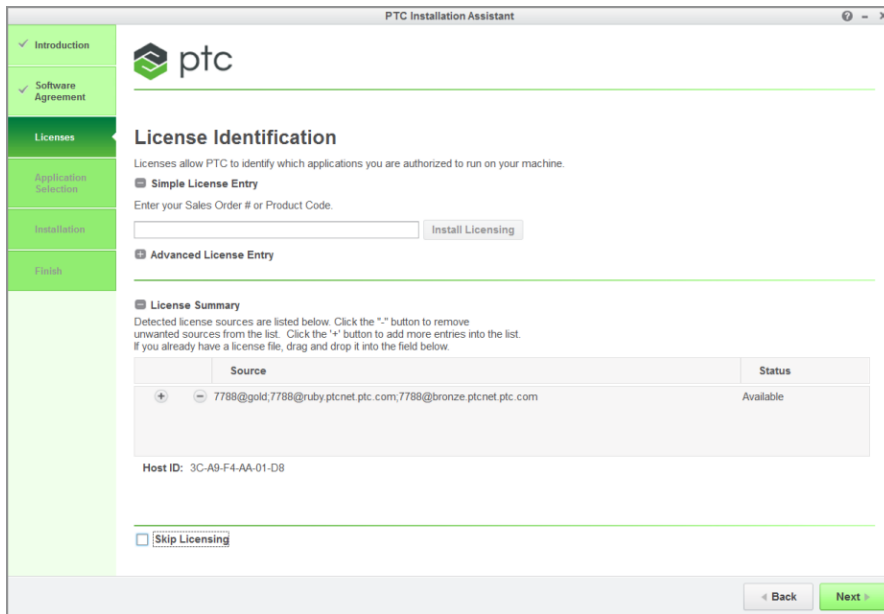 PTC Installation Assistant
Introduction
Software
Agreement
Licenses
Application
Selection
Installation
Finish
ptc
License Identification
Licenses allow PTC to identify which applications you are authorized to run on your machine.
Simple License Entry
Enter your Sales Order # or Product Code.
Install Licensing
Advanced License Entry
License Summary
Detected license sources are listed below. Click the "-" button to remove
unwanted sources from the list. Click the '+' button to add more entries into the list.
If you already have a license file, drag and drop it into the field below.
Source Status
7788@gold;7788@ruby.ptcnet.ptc.com;7788@bronze.ptcnet.ptc.com Available
Host ID: 3C-A9-F4-AA-01-D8
Skip Licensing
Back Next